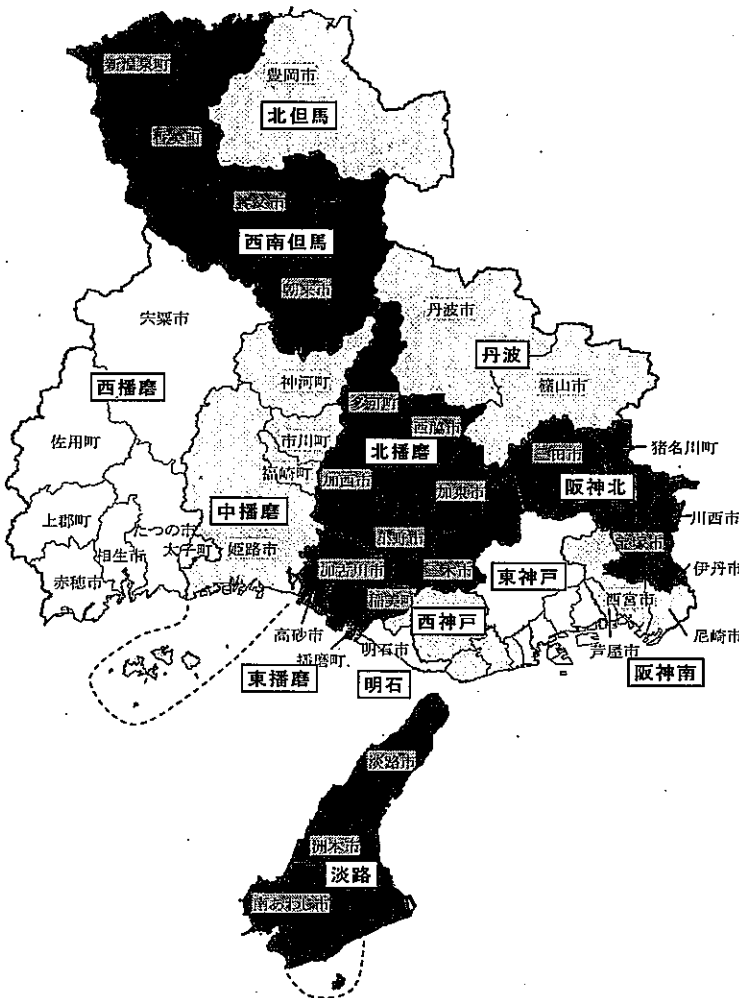 新温泉町
豊岡市
北但馬
香美町
養父市
西南但馬
朝来市
宍粟市
丹波市
丹波
篠山市
神河町
西播磨
多可町
西脇市
佐用町
市川町
北播磨
三田市
猪名川町
福崎町
加西市
加東市
阪神北
中播磨
上郡町
たつの市
川西市
小野市
宝塚市
相生市
太子町
姫路市
加古川市
三木市
東神戸
伊丹市
赤穂市
稲美町
西宮市
西神戸
高砂市
尼崎市
播磨町
明石市
芦屋市
東播磨
明石
阪神南
淡路市
洲本市
淡路
南あわじ市